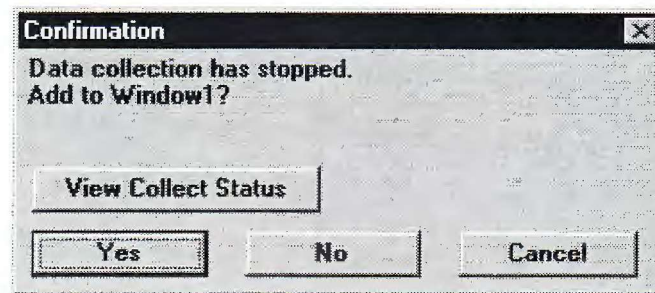 Confirmation
Data collection has stopped.
Add to Window1?
View Collect Status
Yes No Cancel